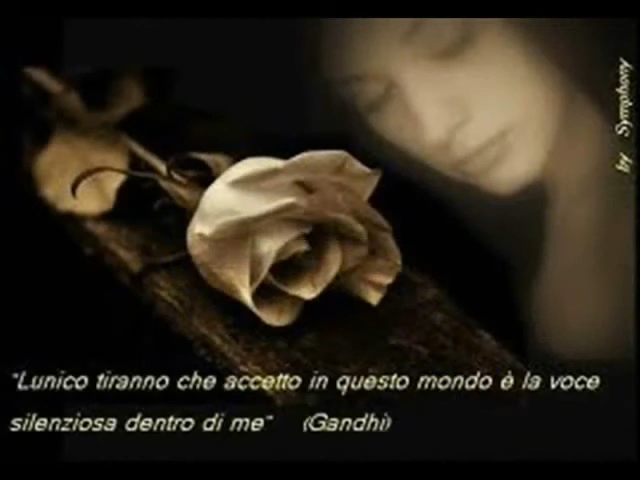 "Lunico tiranno che accetto in questo mondo è la voce
silenziosa dentro di me" (Gandhi)
by Symphony